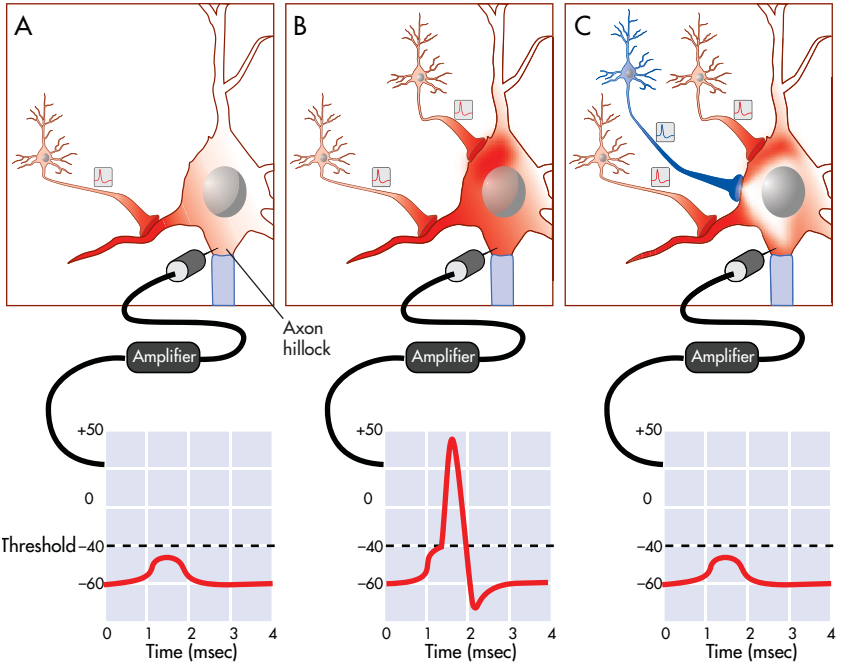 A
B
C
Axon
hillock
Amplifier
Amplifier
Amplifier
+50
0
Threshold
−40
−60
0 1 2 3 4
Time (msec)
+50
0
−40
−60
0 1 2 3 4
Time (msec)
+50
0
−40
−60
0 1 2 3 4
Time (msec)